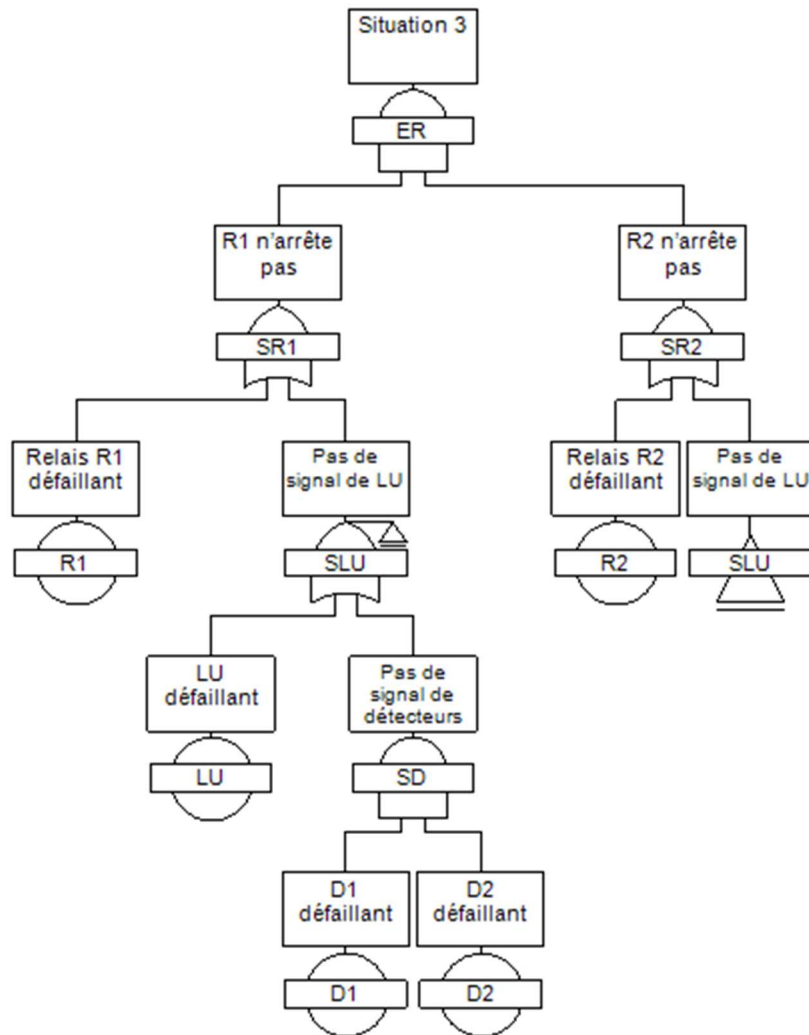 Situation 3
ER
R1 n'arrête
pas
R2 n'arrête
pas
SR1
SR2
Relais R1
défaillant
Pas de
signal de LU
Relais R2
défaillant
Pas de
signal de LU
R1
SLU
R2
SLU
LU
défaillant
Pas de
signal de
détecteurs
LU
SD
D1
défaillant
D2
défaillant
D1
D2